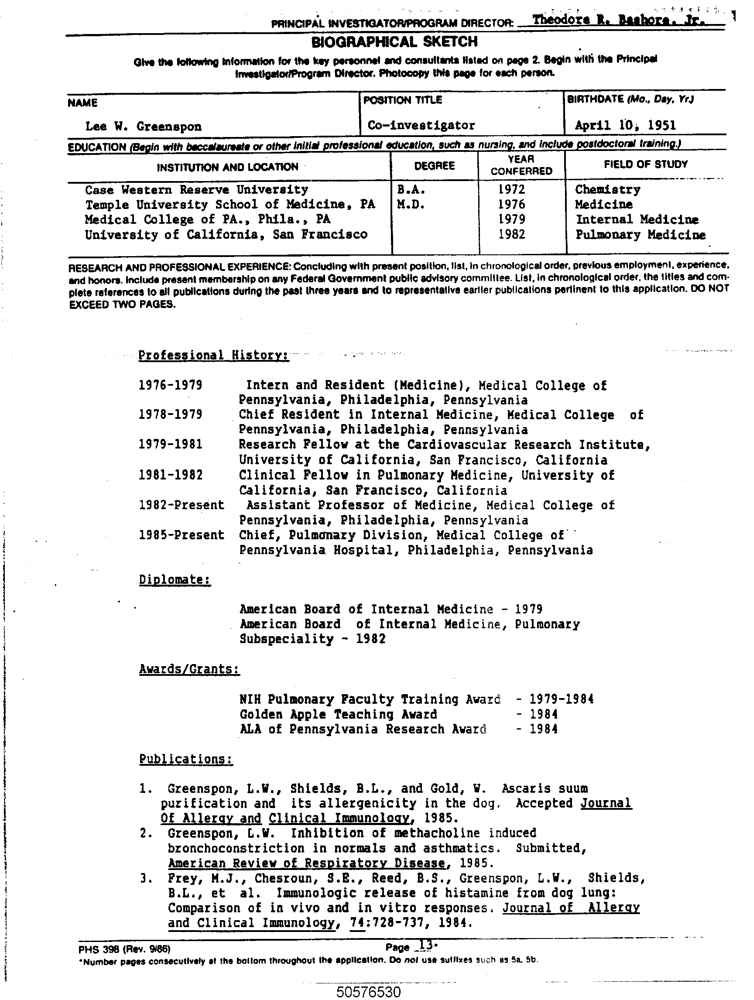 PRINCIPAL INVESTIGATOR/PROGRAM DIRECTOR: Theodore R. Bashore, Jr.
BIOGRAPHICAL SKETCH
Give the following information for the key personnel and consultants listed on page 2. Begin with the Principal
Investigator/Program Director. Photocopy this page for each person.
NAME POSITION TITLE BIRTHDATE (Mo., Day, Yr.)
Lee W. Greenspon Co-investigator April 10, 1951
EDUCATION (Begin with baccalaureate or other initial professional education, such as nursing, and include postdoctoral training.)
INSTITUTION AND LOCATION DEGREE YEAR CONFERRED FIELD OF STUDY
Case Western Reserve University B.A. 1972 Chemistry
Temple University School of Medicine, PA M.D. 1976 Medicine
Medical College of PA., Phila., PA 1979 Internal Medicine
University of California, San Francisco 1982 Pulmonary Medicine
RESEARCH AND PROFESSIONAL EXPERIENCE: Concluding with present position, list, in chronological order, previous employment, experience,
and honors. Include present membership on any Federal Government public advisory committee. List, in chronological order, the titles and com-
plete references to all publications during the past three years and to representative earlier publications pertinent to this application. DO NOT
EXCEED TWO PAGES.
Professional History:
1976-1979 Intern and Resident (Medicine), Medical College of
Pennsylvania, Philadelphia, Pennsylvania
1978-1979 Chief Resident in Internal Medicine, Medical College of
Pennsylvania, Philadelphia, Pennsylvania
1979-1981 Research Fellow at the Cardiovascular Research Institute,
University of California, San Francisco, California
1981-1982 Clinical Fellow in Pulmonary Medicine, University of
California, San Francisco, California
1982-Present Assistant Professor of Medicine, Medical College of
Pennsylvania, Philadelphia, Pennsylvania
1985-Present Chief, Pulmonary Division, Medical College of
Pennsylvania Hospital, Philadelphia, Pennsylvania
Diplomate:
American Board of Internal Medicine - 1979
American Board of Internal Medicine, Pulmonary
Subspeciality - 1982
Awards/Grants:
NIH Pulmonary Faculty Training Award - 1979-1984
Golden Apple Teaching Award - 1984
ALA of Pennsylvania Research Award - 1984
Publications:
1. Greenspon, L.W., Shields, B.L., and Gold, W. Ascaris suum
purification and its allergenicity in the dog. Accepted Journal
Of Allergy and Clinical Immunology, 1985.
2. Greenspon, L.W. Inhibition of methacholine induced
bronchoconstriction in normals and asthmatics. Submitted,
American Review of Respiratory Disease, 1985.
3. Frey, M.J., Chesroun, S.E., Reed, B.S., Greenspon, L.W., Shields,
B.L., et al. Immunologic release of histamine from dog lung:
Comparison of in vivo and in vitro responses. Journal of Allergy
and Clinical Immunology, 74:728-737, 1984.
PHS 398 (Rev. 9/86) Page 13*
*Number pages consecutively at the bottom throughout the application. Do not use suffixes such as 5a, 5b.
50576530